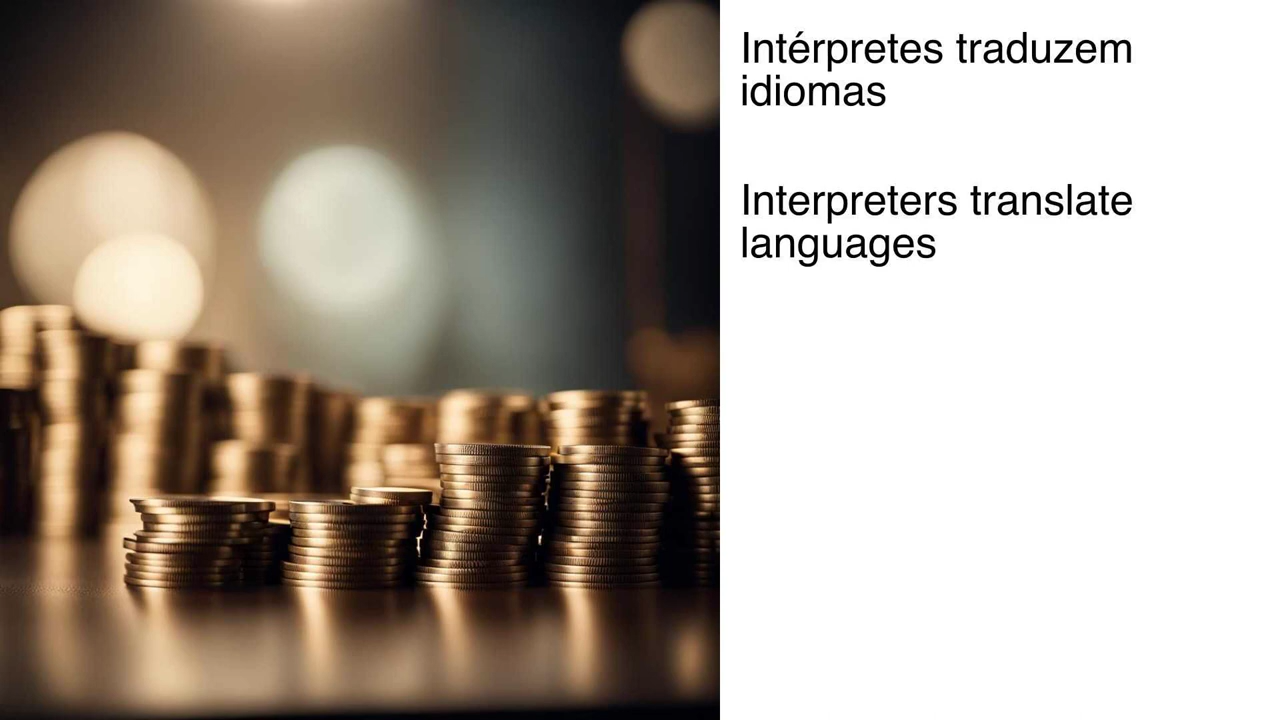 Intérpretes traduzem
idiomas
Interpreters translate
languages